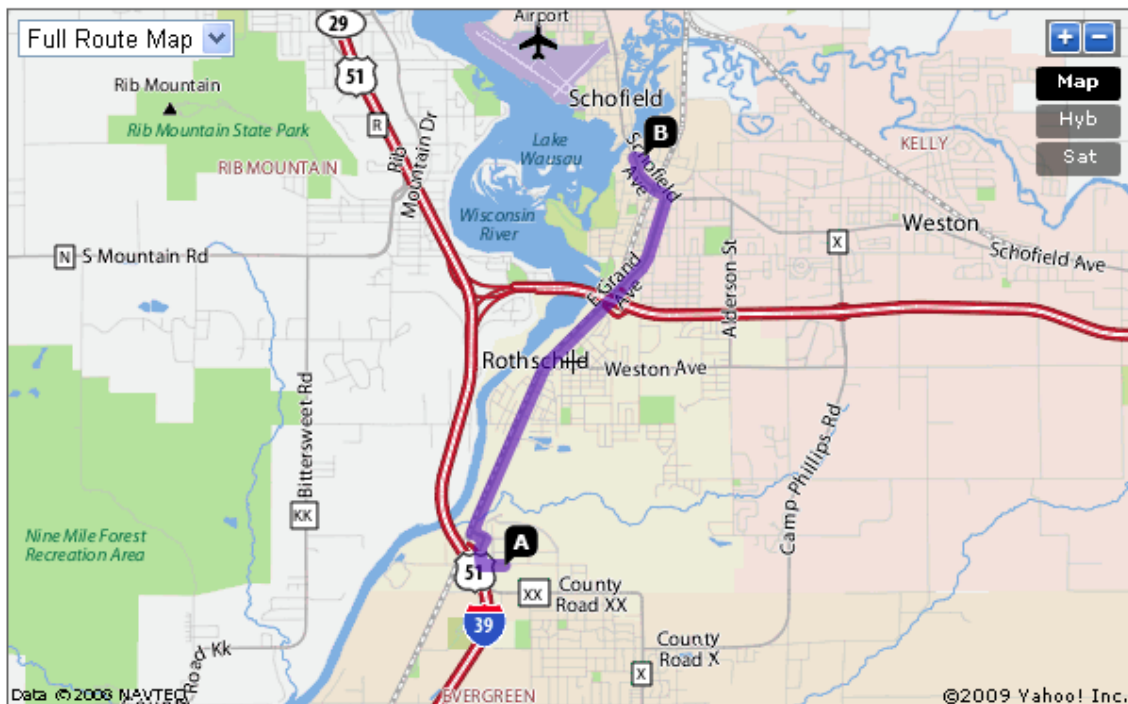 Full Route Map
29
51
Airport
+
−
Map
Hyb
Sat
Rib Mountain
Rib Mountain State Park
R
RIB MOUNTAIN
Rib
Mountain Dr
Schofield
Lake
Wausau
B
Schofield
Ave
KELLY
Wisconsin
River
Weston
X
Schofield Ave
N
S Mountain Rd
E Grand
Ave
Alderson St
Rothschild
Weston Ave
Bittersweet Rd
KK
Camp Phillips Rd
Nine Mile Forest
Recreation Area
A
51
XX
County
Road XX
39
County
Road X
X
Road Kk
EVERGREEN
Data ©2008 NAVTEQ
©2009 Yahoo! Inc.